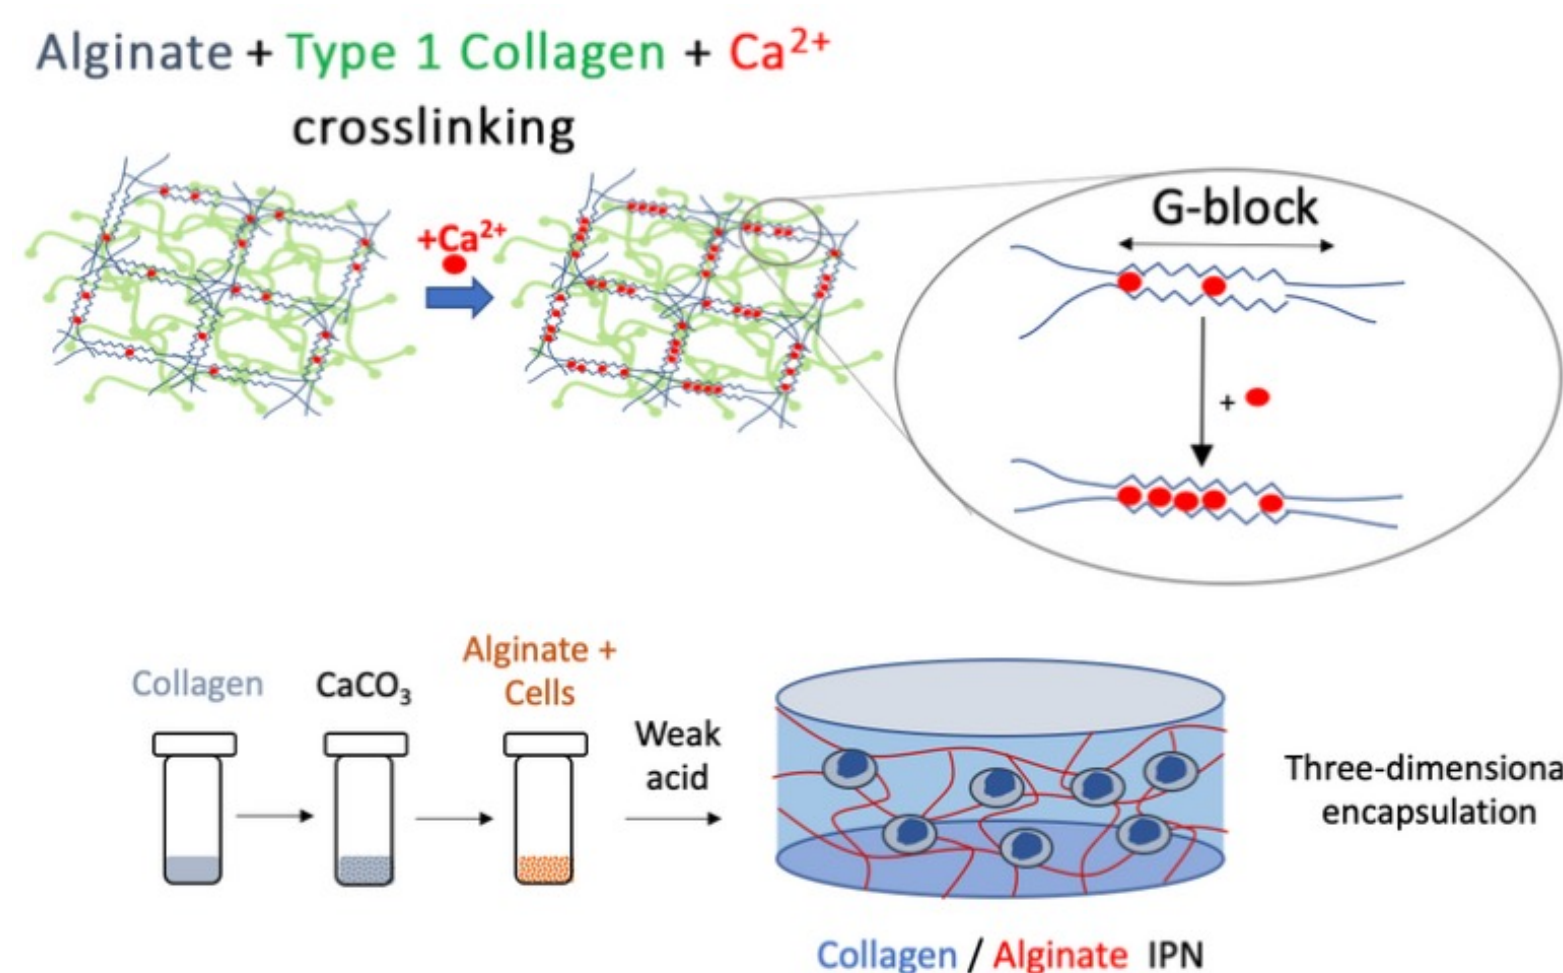 Alginate + Type 1 Collagen + Ca²⁺
crosslinking
+Ca²⁺
G-block
+
Collagen
CaCO₃
Alginate +
Cells
Weak
acid
Three-dimensiona
encapsulation
Collagen / Alginate IPN